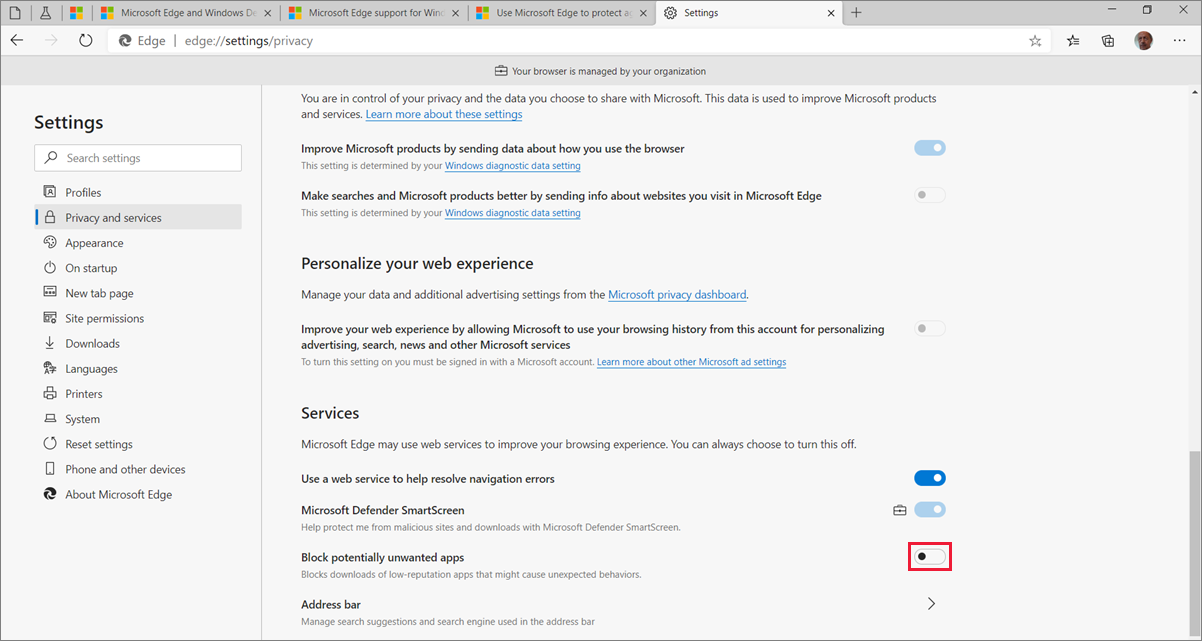 Microsoft Edge and Windows De
Microsoft Edge support for Wind
Use Microsoft Edge to protect ag
Settings
Edge
edge://settings/privacy
Your browser is managed by your organization
Settings
Search settings
Profiles
Privacy and services
Appearance
On startup
New tab page
Site permissions
Downloads
Languages
Printers
System
Reset settings
Phone and other devices
About Microsoft Edge
You are in control of your privacy and the data you choose to share with Microsoft. This data is used to improve Microsoft products
and services. Learn more about these settings
Improve Microsoft products by sending data about how you use the browser
This setting is determined by your Windows diagnostic data setting
Make searches and Microsoft products better by sending info about websites you visit in Microsoft Edge
This setting is determined by your Windows diagnostic data setting
Personalize your web experience
Manage your data and additional advertising settings from the Microsoft privacy dashboard.
Improve your web experience by allowing Microsoft to use your browsing history from this account for personalizing
advertising, search, news and other Microsoft services
To turn this setting on you must be signed in with a Microsoft account. Learn more about other Microsoft ad settings
Services
Microsoft Edge may use web services to improve your browsing experience. You can always choose to turn this off.
Use a web service to help resolve navigation errors
Microsoft Defender SmartScreen
Help protect me from malicious sites and downloads with Microsoft Defender SmartScreen.
Block potentially unwanted apps
Blocks downloads of low-reputation apps that might cause unexpected behaviors.
Address bar
Manage search suggestions and search engine used in the address bar